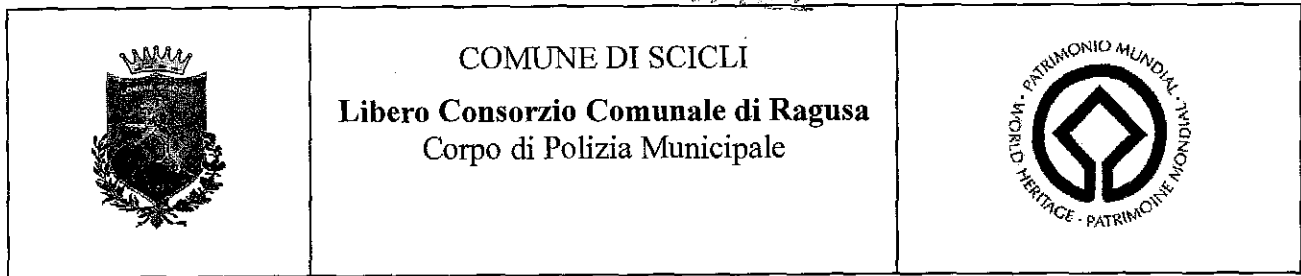 COMUNE DI SCICLI
Libero Consorzio Comunale di Ragusa
Corpo di Polizia Municipale
PATRIMONIO MUNDIAL · WORLD HERITAGE · PATRIMOINE MONDIAL ·